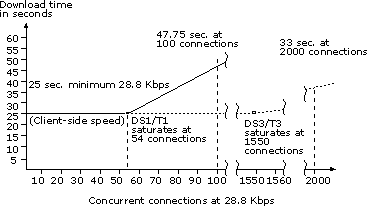 Download time
in seconds
47.75 sec. at
100 connections
33 sec. at
2000 connections
60
55
50
45
40
35
30
25
20
15
10
5
25 sec. minimum 28.8 Kbps
(Client-side speed)
DS1/T1
saturates at
54 connections
DS3/T3
saturates at
1550
connections
10 20 30 40 50 60 70 80 90 100 110 1550 1560 2000
Concurrent connections at 28.8 Kbps